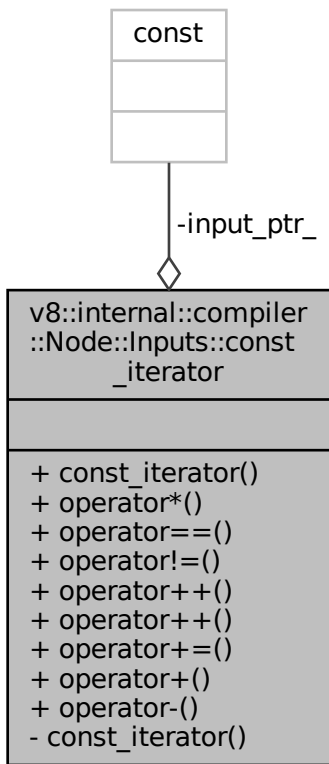 const
-input_ptr_
v8::internal::compiler
::Node::Inputs::const
_iterator
+ const_iterator()
+ operator*()
+ operator==()
+ operator!=()
+ operator++()
+ operator++()
+ operator+=()
+ operator+()
+ operator-()
- const_iterator()